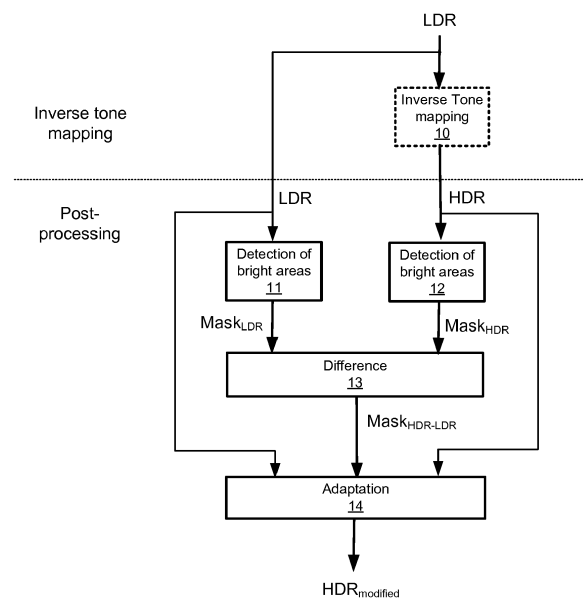 LDR
Inverse Tone
mapping
10
Inverse tone
mapping
LDR
HDR
Post-
processing
Detection of
bright areas
11
Detection of
bright areas
12
MaskLDR
MaskHDR
Difference
13
MaskHDR-LDR
Adaptation
14
HDRmodified